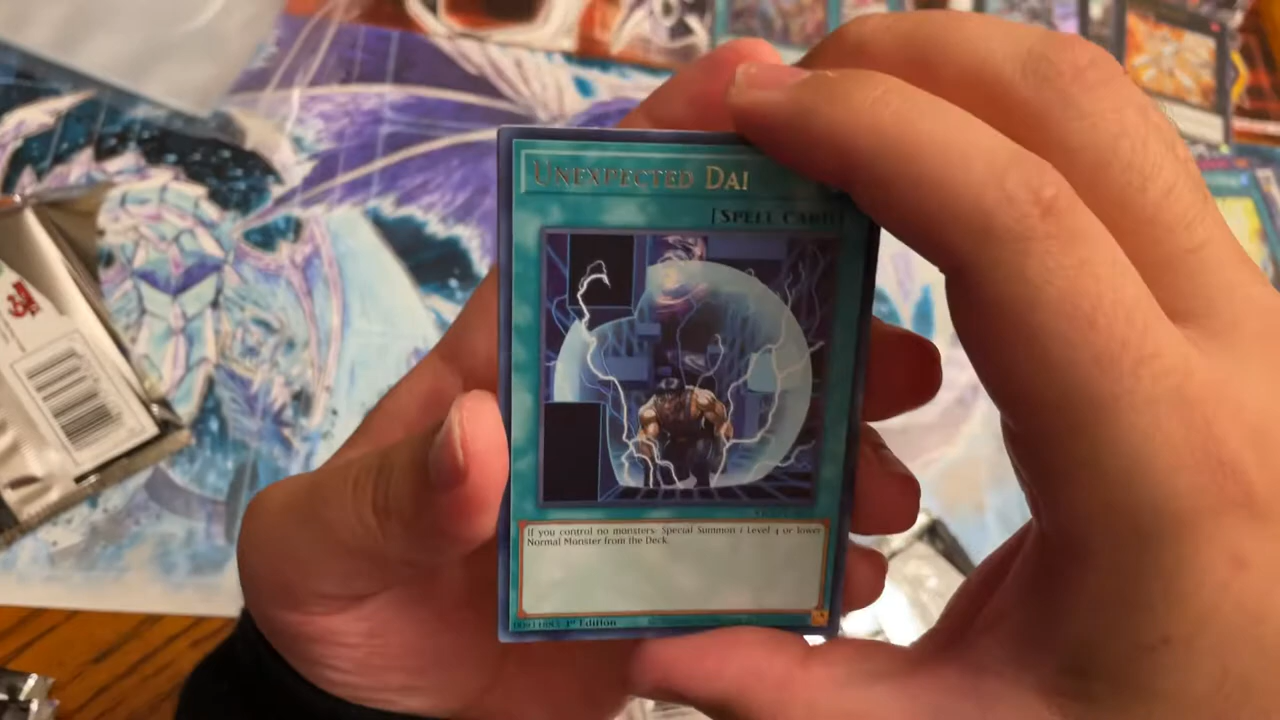 UNEXPECTED DAI
[SPELL CARD
If you control no monsters: Special Summon 1 Level 4 or lower
Normal Monster from the Deck.
1st Edition